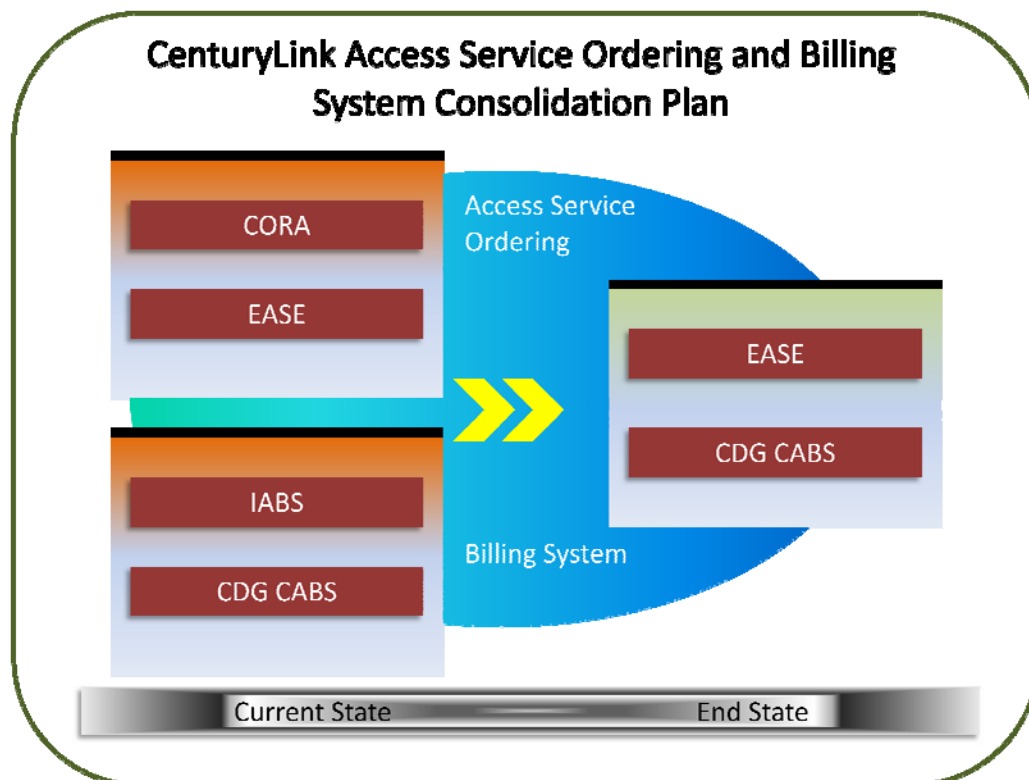 CenturyLink Access Service Ordering and Billing
System Consolidation Plan
CORA
EASE
Access Service
Ordering
IABS
CDG CABS
Billing System
EASE
CDG CABS
Current State
End State